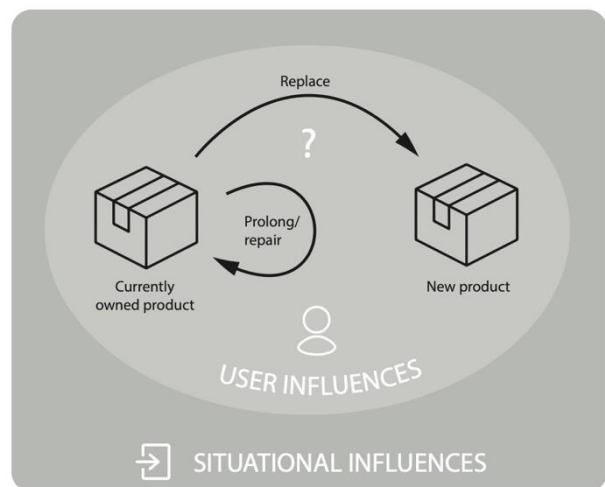 Replace
?
Prolong/
repair
Currently
owned product
New product
USER INFLUENCES
SITUATIONAL INFLUENCES